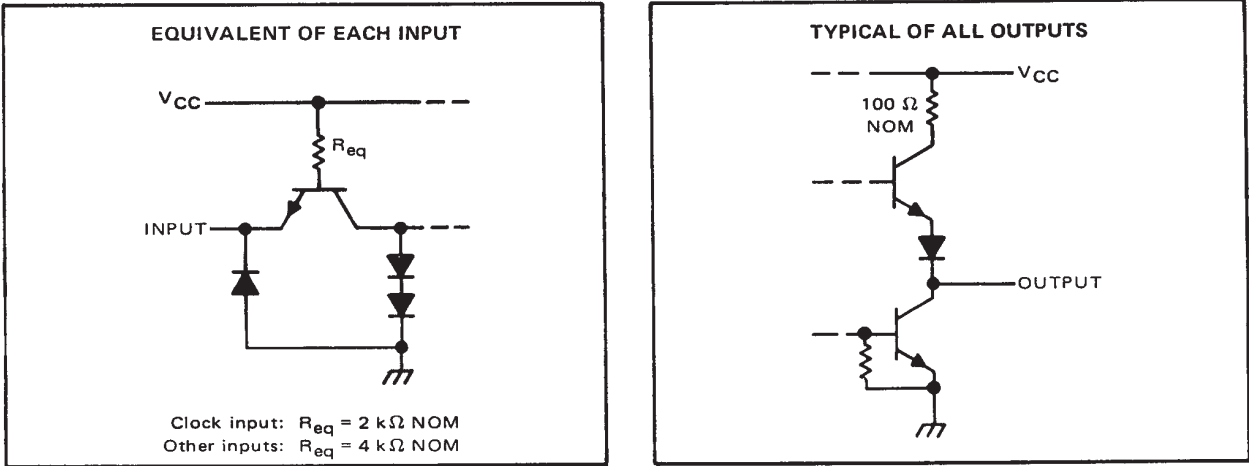 EQUIVALENT OF EACH INPUT
VCC
Req
INPUT
Clock input: Req = 2 kΩ NOM
Other inputs: Req = 4 kΩ NOM
TYPICAL OF ALL OUTPUTS
VCC
100 Ω
NOM
OUTPUT